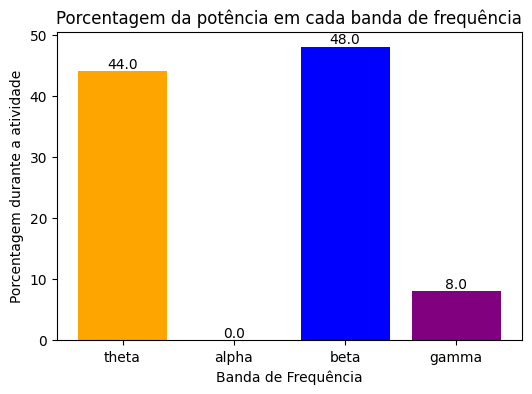 Porcentagem da potência em cada banda de frequência
Porcentagem durante a atividade
50
40
30
20
10
0
44.0
0.0
48.0
8.0
theta
alpha
beta
gamma
Banda de Frequência